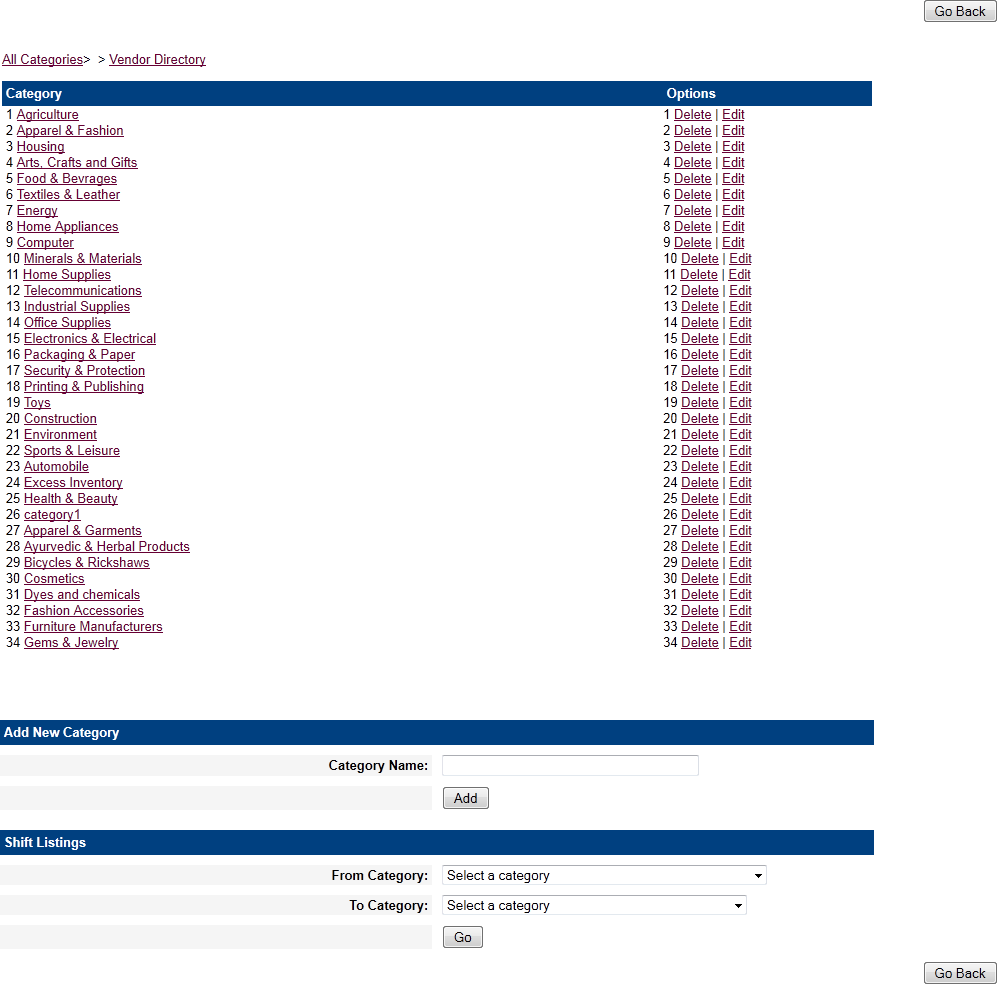 Go Back
All Categories>  > Vendor Directory
Category Options
1 Agriculture 1 Delete | Edit
2 Apparel & Fashion 2 Delete | Edit
3 Housing 3 Delete | Edit
4 Arts, Crafts and Gifts 4 Delete | Edit
5 Food & Bevrages 5 Delete | Edit
6 Textiles & Leather 6 Delete | Edit
7 Energy 7 Delete | Edit
8 Home Appliances 8 Delete | Edit
9 Computer 9 Delete | Edit
10 Minerals & Materials 10 Delete | Edit
11 Home Supplies 11 Delete | Edit
12 Telecommunications 12 Delete | Edit
13 Industrial Supplies 13 Delete | Edit
14 Office Supplies 14 Delete | Edit
15 Electronics & Electrical 15 Delete | Edit
16 Packaging & Paper 16 Delete | Edit
17 Security & Protection 17 Delete | Edit
18 Printing & Publishing 18 Delete | Edit
19 Toys 19 Delete | Edit
20 Construction 20 Delete | Edit
21 Environment 21 Delete | Edit
22 Sports & Leisure 22 Delete | Edit
23 Automobile 23 Delete | Edit
24 Excess Inventory 24 Delete | Edit
25 Health & Beauty 25 Delete | Edit
26 category1 26 Delete | Edit
27 Apparel & Garments 27 Delete | Edit
28 Ayurvedic & Herbal Products 28 Delete | Edit
29 Bicycles & Rickshaws 29 Delete | Edit
30 Cosmetics 30 Delete | Edit
31 Dyes and chemicals 31 Delete | Edit
32 Fashion Accessories 32 Delete | Edit
33 Furniture Manufacturers 33 Delete | Edit
34 Gems & Jewelry 34 Delete | Edit
Add New Category
Category Name:
Add
Shift Listings
From Category: Select a category
To Category: Select a category
Go
Go Back